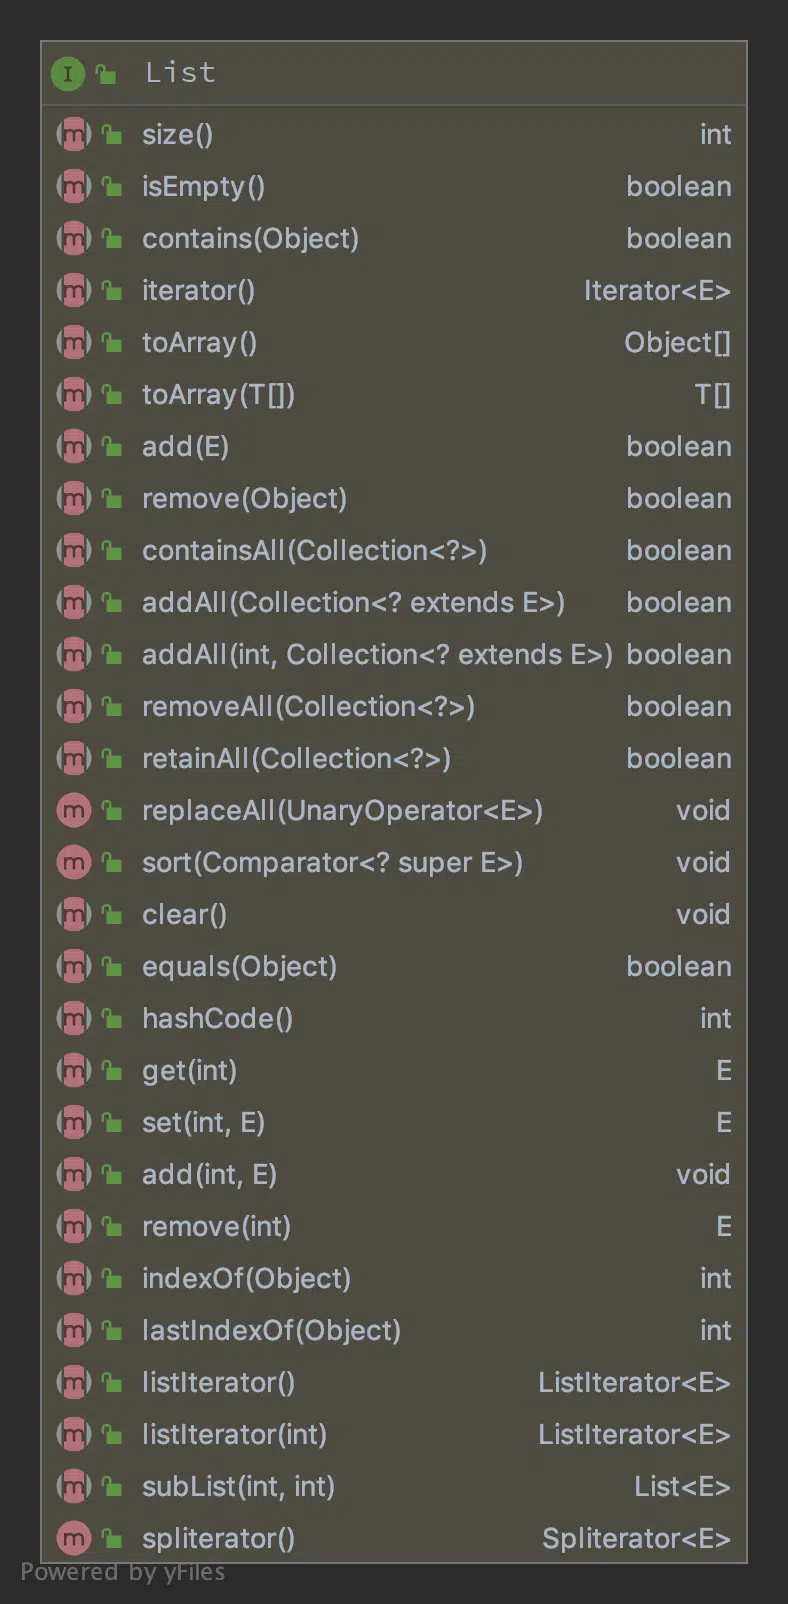 List
size() int
isEmpty() boolean
contains(Object) boolean
iterator() Iterator<E>
toArray() Object[]
toArray(T[]) T[]
add(E) boolean
remove(Object) boolean
containsAll(Collection<?>) boolean
addAll(Collection<? extends E>) boolean
addAll(int, Collection<? extends E>) boolean
removeAll(Collection<?>) boolean
retainAll(Collection<?>) boolean
replaceAll(UnaryOperator<E>) void
sort(Comparator<? super E>) void
clear() void
equals(Object) boolean
hashCode() int
get(int) E
set(int, E) E
add(int, E) void
remove(int) E
indexOf(Object) int
lastIndexOf(Object) int
listIterator() ListIterator<E>
listIterator(int) ListIterator<E>
subList(int, int) List<E>
spliterator() Spliterator<E>
Powered by yFiles